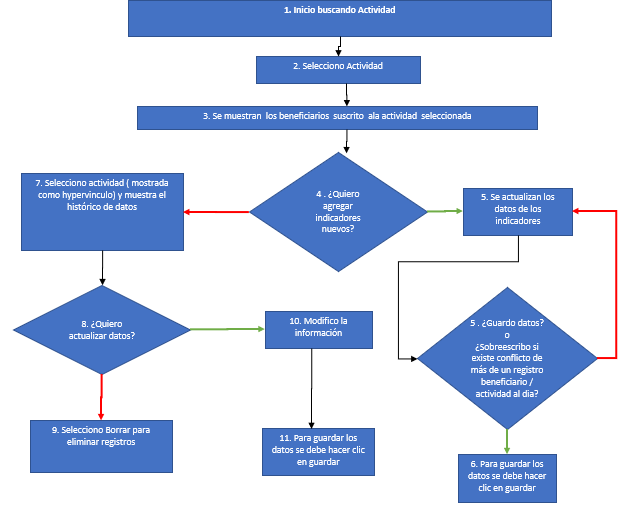 1. Inicio buscando Actividad
2. Selecciono Actividad
3. Se muestran los beneficiarios suscrito ala actividad seleccionada
4 . ¿Quiero
agregar
indicadores
nuevos?
7. Selecciono actividad ( mostrada
como hypervinculo) y muestra el
histórico de datos
5. Se actualizan los
datos de los
indicadores
8. ¿Quiero
actualizar datos?
10. Modifico la
información
5 . ¿Guardo datos?
o
¿Sobreescribo si
existe conflicto de
más de un registro
beneficiario /
actividad al dia?
9. Selecciono Borrar para
eliminar registros
11. Para guardar los
datos se debe hacer clic
en guardar
6. Para guardar los
datos se debe hacer
clic en guardar